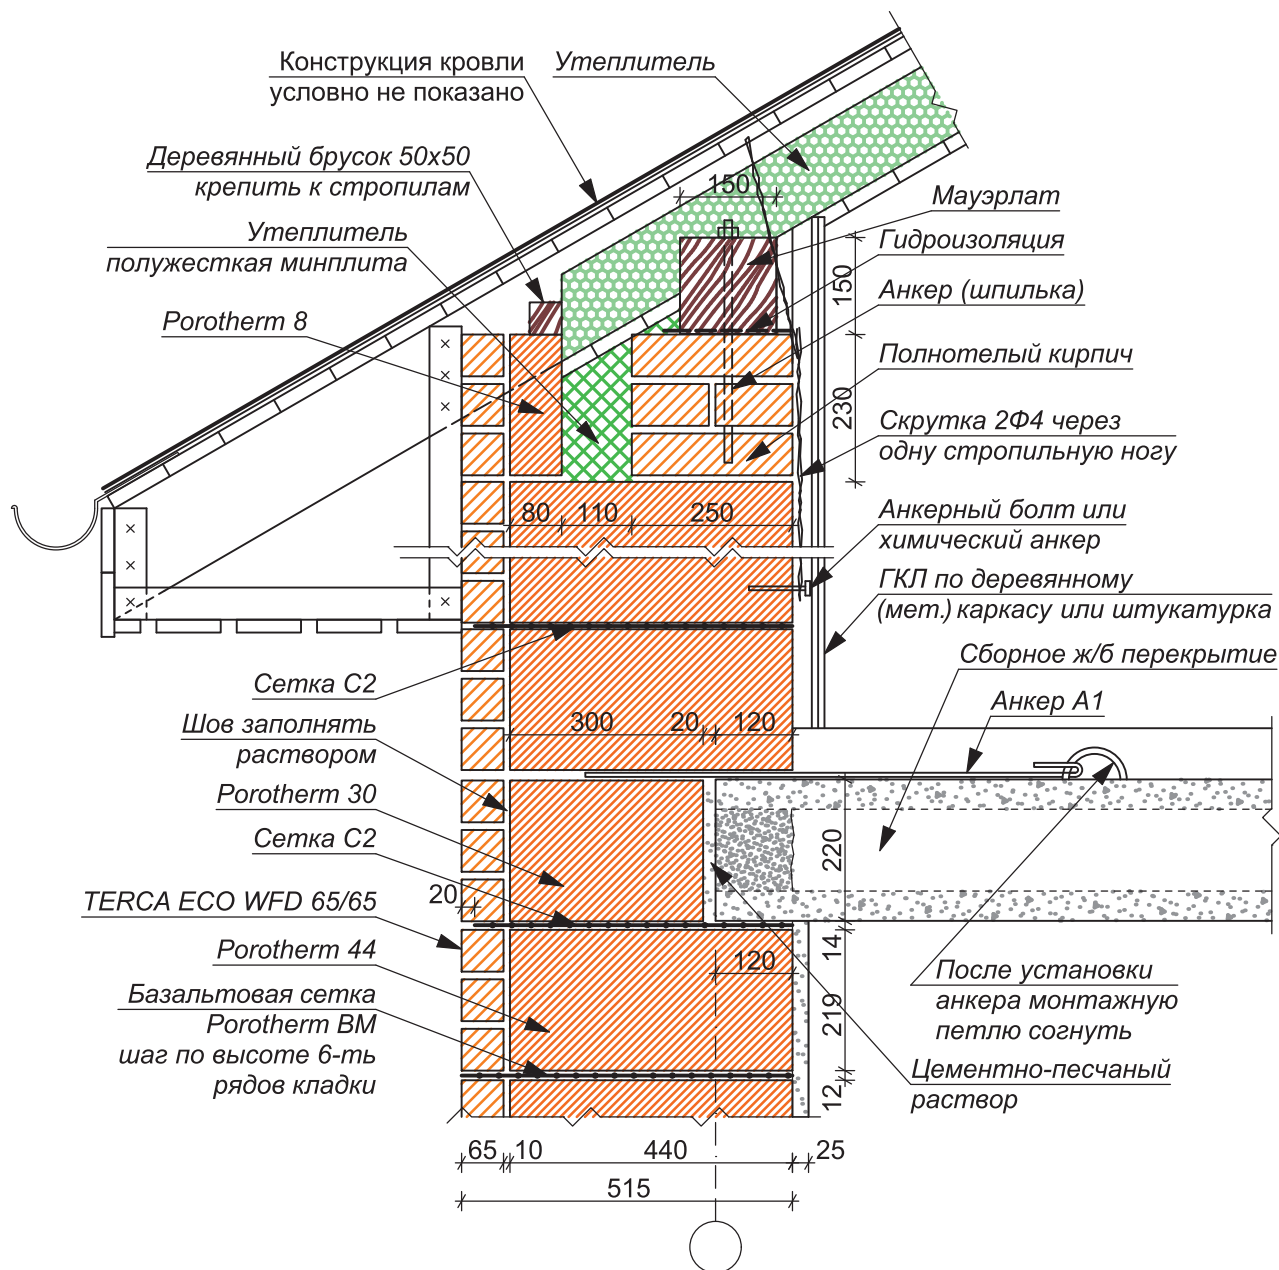 Конструкция кровли
условно не показано
Утеплитель
Деревянный брусок 50х50
крепить к стропилам
Утеплитель
полужесткая минплита
Porotherm 8
150
Мауэрлат
Гидроизоляция
Анкер (шпилька)
150
Полнотелый кирпич
230
Скрутка 2Ф4 через
одну стропильную ногу
80
110
250
Анкерный болт или
химический анкер
ГКЛ по деревянному
(мет.) каркасу или штукатурка
Сборное ж/б перекрытие
Анкер А1
Сетка С2
Шов заполнять
раствором
300
20
120
Porotherm 30
Сетка С2
220
20
TERCA ECO WFD 65/65
Porotherm 44
120
14
Базальтовая сетка
Porotherm BM
шаг по высоте 6-ть
рядов кладки
219
После установки
анкера монтажную
петлю согнуть
Цементно-песчаный
раствор
12
65
10
440
25
515